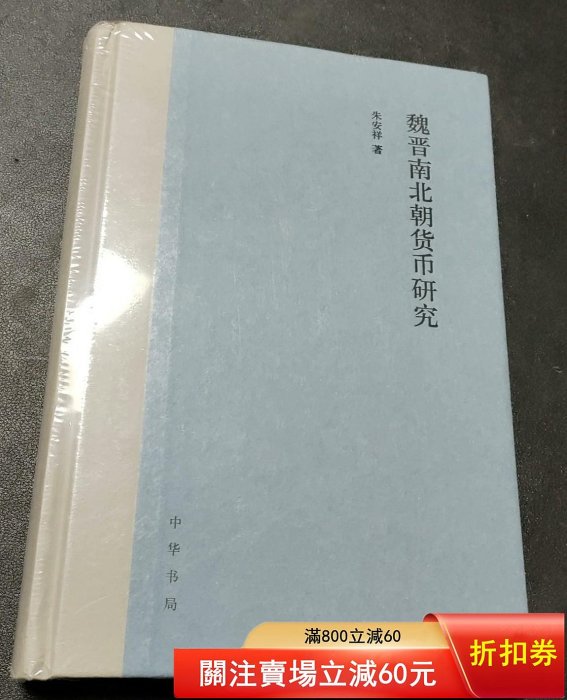 魏晋南北朝货币研究
朱安祥 著
中华书局
滿800立減60
關注賣場立減60元
折扣券